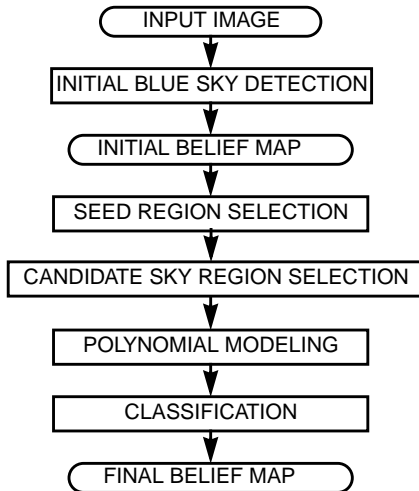 INPUT IMAGE
INITIAL BLUE SKY DETECTION
INITIAL BELIEF MAP
SEED REGION SELECTION
CANDIDATE SKY REGION SELECTION
POLYNOMIAL MODELING
CLASSIFICATION
FINAL BELIEF MAP